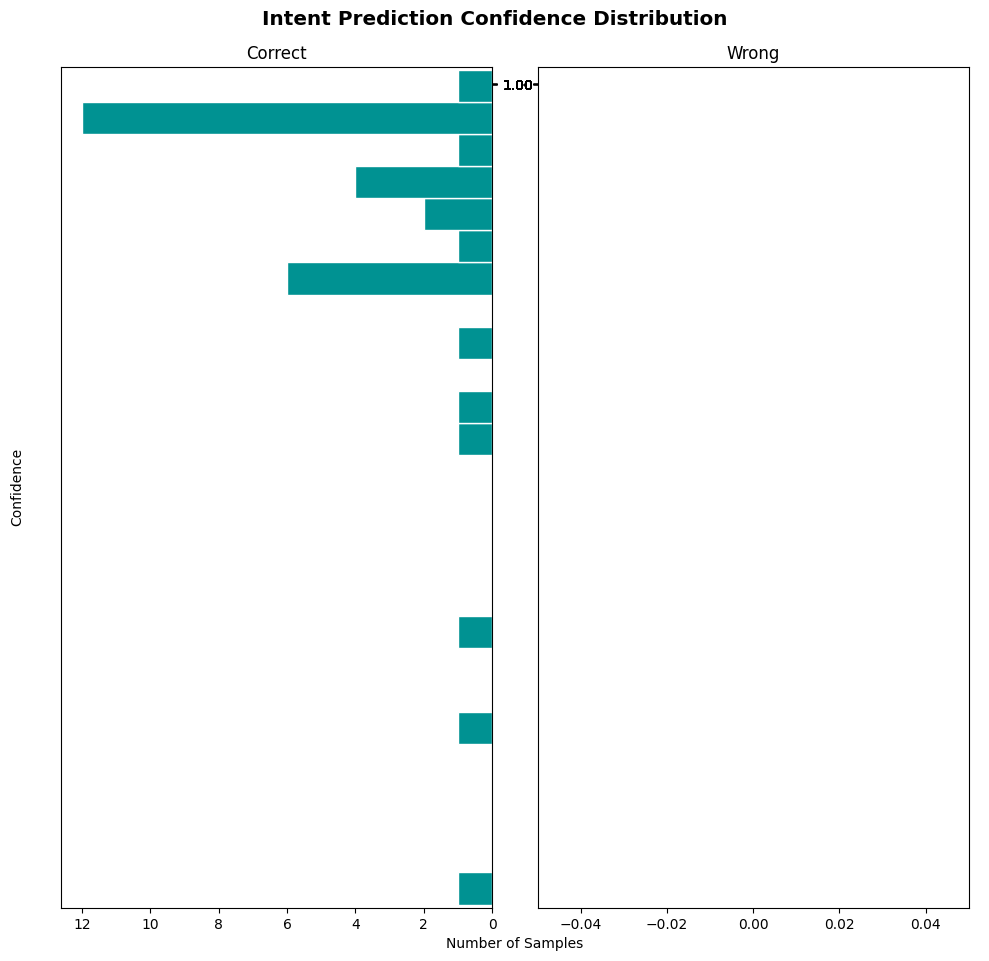 Intent Prediction Confidence Distribution
Correct
Wrong
1.00
Confidence
12 10 8 6 4 2 0
−0.04 −0.02 0.00 0.02 0.04
Number of Samples